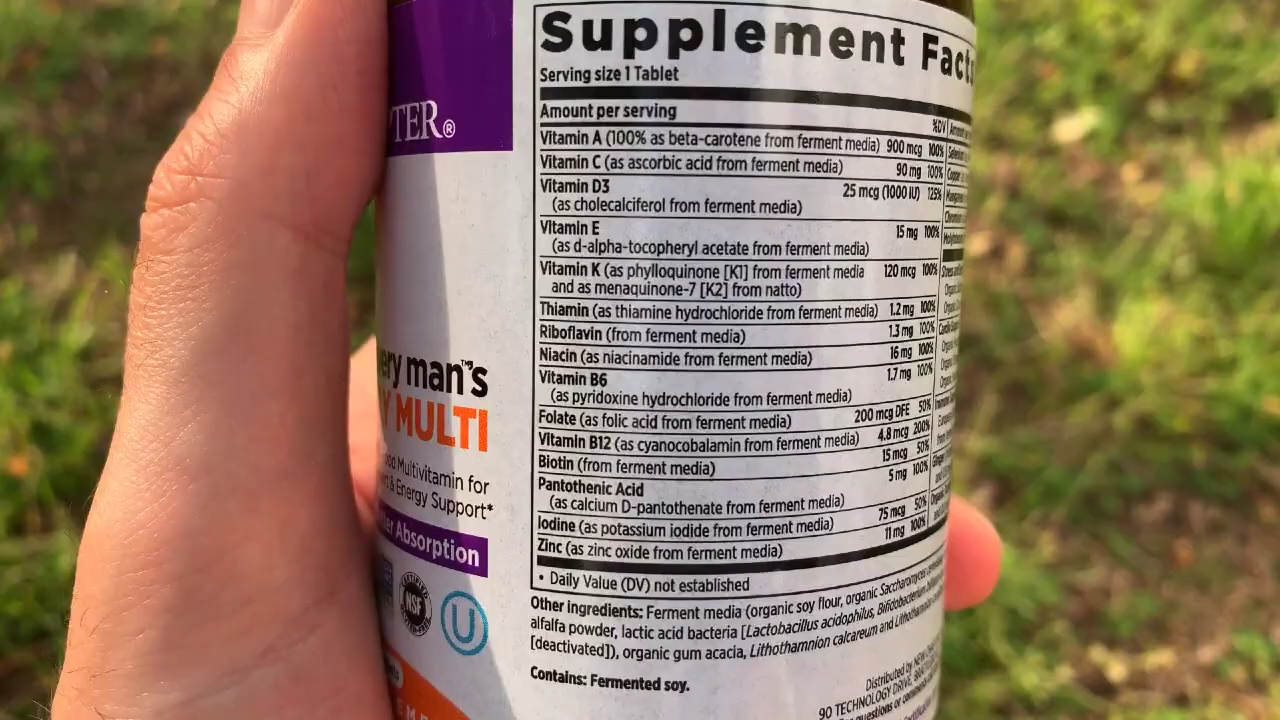 TER®
ery man's™
Y MULTI
Multivitamin for
& Energy Support*
Absorption
NSF
U
Supplement Facts
Serving size 1 Tablet
Amount per serving %DV
Vitamin A (100% as beta-carotene from ferment media) 900 mcg 100%
Vitamin C (as ascorbic acid from ferment media) 90 mg 100%
Vitamin D3 25 mcg (1000 IU) 125%
(as cholecalciferol from ferment media)
Vitamin E 15 mg 100%
(as d-alpha-tocopheryl acetate from ferment media)
Vitamin K (as phylloquinone [K1] from ferment media 120 mcg 100%
and as menaquinone-7 [K2] from natto)
Thiamin (as thiamine hydrochloride from ferment media) 1.2 mg 100%
Riboflavin (from ferment media) 1.3 mg 100%
Niacin (as niacinamide from ferment media) 16 mg 100%
Vitamin B6 1.7 mg 100%
(as pyridoxine hydrochloride from ferment media)
Folate (as folic acid from ferment media) 200 mcg DFE 50%
Vitamin B12 (as cyanocobalamin from ferment media) 4.8 mcg 200%
Biotin (from ferment media) 15 mcg 50%
Pantothenic Acid 5 mg 100%
(as calcium D-pantothenate from ferment media)
Iodine (as potassium iodide from ferment media) 75 mcg 50%
Zinc (as zinc oxide from ferment media) 11 mg 100%
• Daily Value (DV) not established
Other ingredients: Ferment media (organic soy flour, organic Saccharomyces
alfalfa powder, lactic acid bacteria [Lactobacillus acidophilus, Bifidobacterium
[deactivated]), organic gum acacia, Lithothamnion calcareum and Lithothamnion
Contains: Fermented soy.
Distributed by NEW
90 TECHNOLOGY DRIVE,
questions or